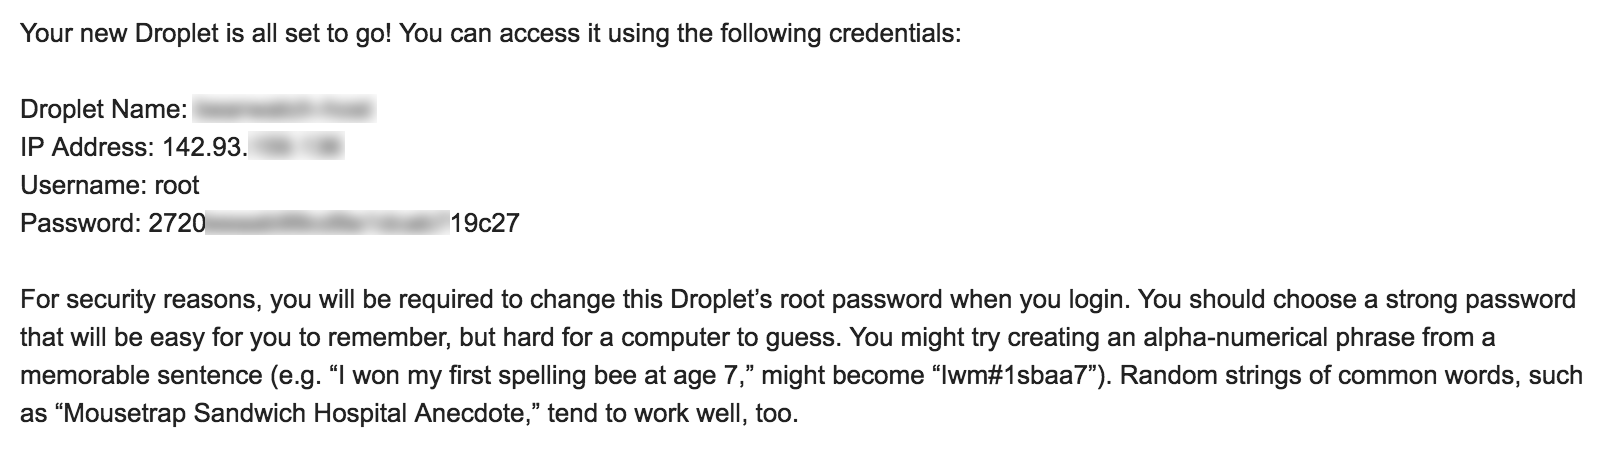 Your new Droplet is all set to go! You can access it using the following credentials:
Droplet Name:
IP Address: 142.93.
Username: root
Password: 2720 19c27
For security reasons, you will be required to change this Droplet’s root password when you login. You should choose a strong password
that will be easy for you to remember, but hard for a computer to guess. You might try creating an alpha-numerical phrase from a
memorable sentence (e.g. “I won my first spelling bee at age 7,” might become “Iwm#1sbaa7”). Random strings of common words, such
as “Mousetrap Sandwich Hospital Anecdote,” tend to work well, too.